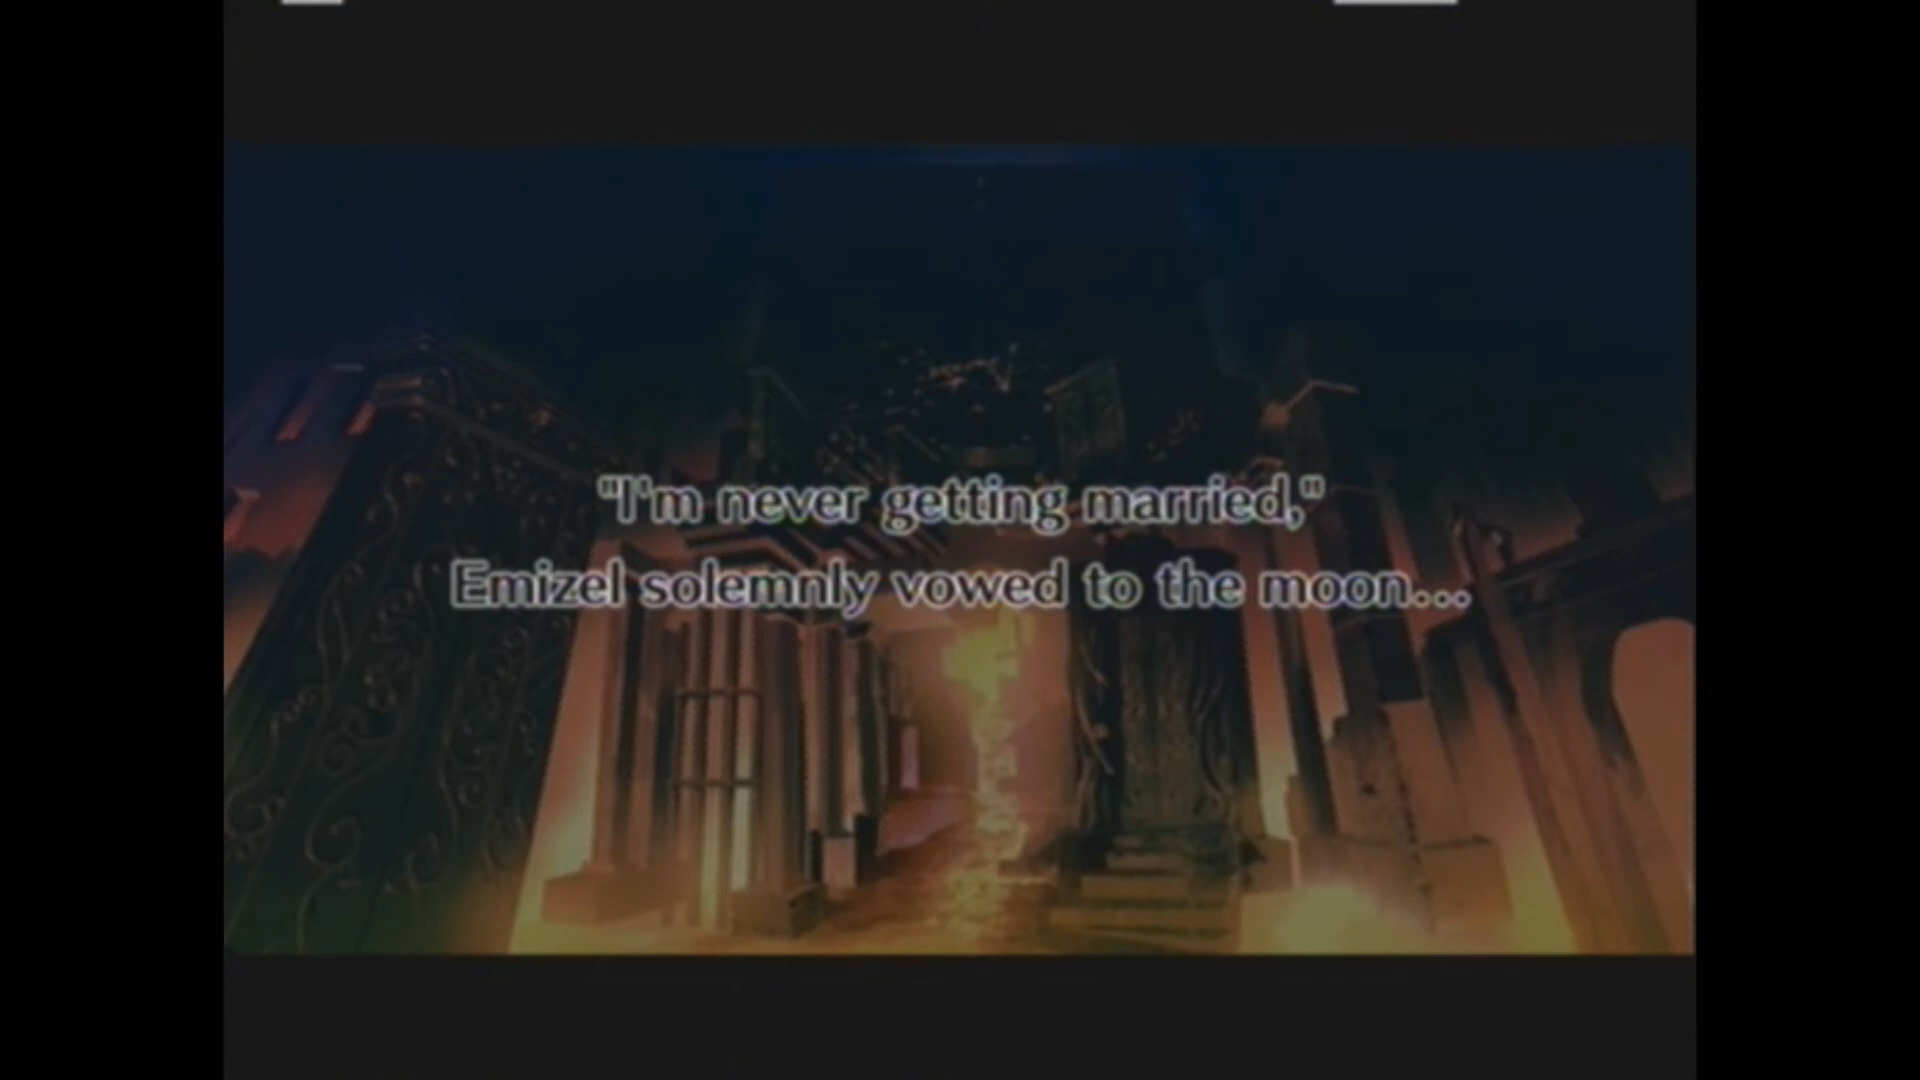 "I'm never getting married,"
Emizel solemnly vowed to the moon...